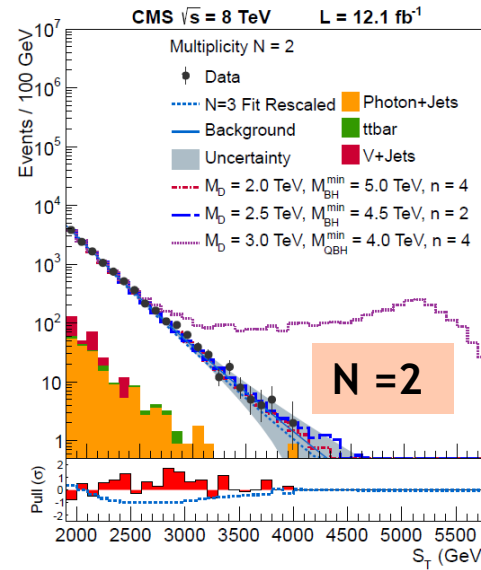 CMS √s = 8 TeV L = 12.1 fb⁻¹
Multiplicity N = 2
Data
N=3 Fit Rescaled
Background
Uncertainty
Photon+Jets
ttbar
V+Jets
M_D = 2.0 TeV, M_BH^min = 5.0 TeV, n = 4
M_D = 2.5 TeV, M_BH^min = 4.5 TeV, n = 2
M_D = 3.0 TeV, M_QBH^min = 4.0 TeV, n = 4
Events / 100 GeV
10⁷
10⁶
10⁵
10⁴
10³
10²
10
1
N =2
Pull (σ)
2
1
0
-1
-2
2000 2500 3000 3500 4000 4500 5000 5500
S_T (GeV)